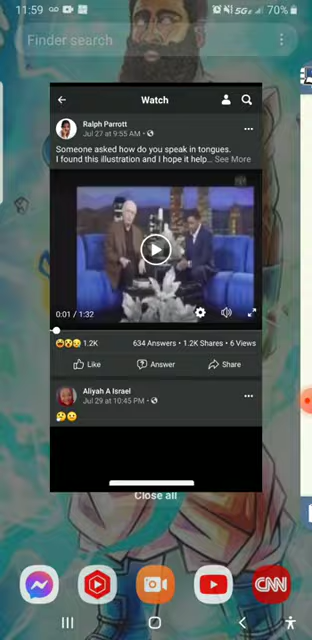 11:59
5G E 70%
Finder search
Watch
Ralph Parrott
Jul 27 at 9:55 AM •
Someone asked how do you speak in tongues.
I found this illustration and I hope it help... See More
0:01 / 1:32
1.2K 634 Answers • 1.2K Shares • 6 Views
Like Answer Share
Aliyah A Israel
Jul 29 at 10:45 PM •
Close all
CNN